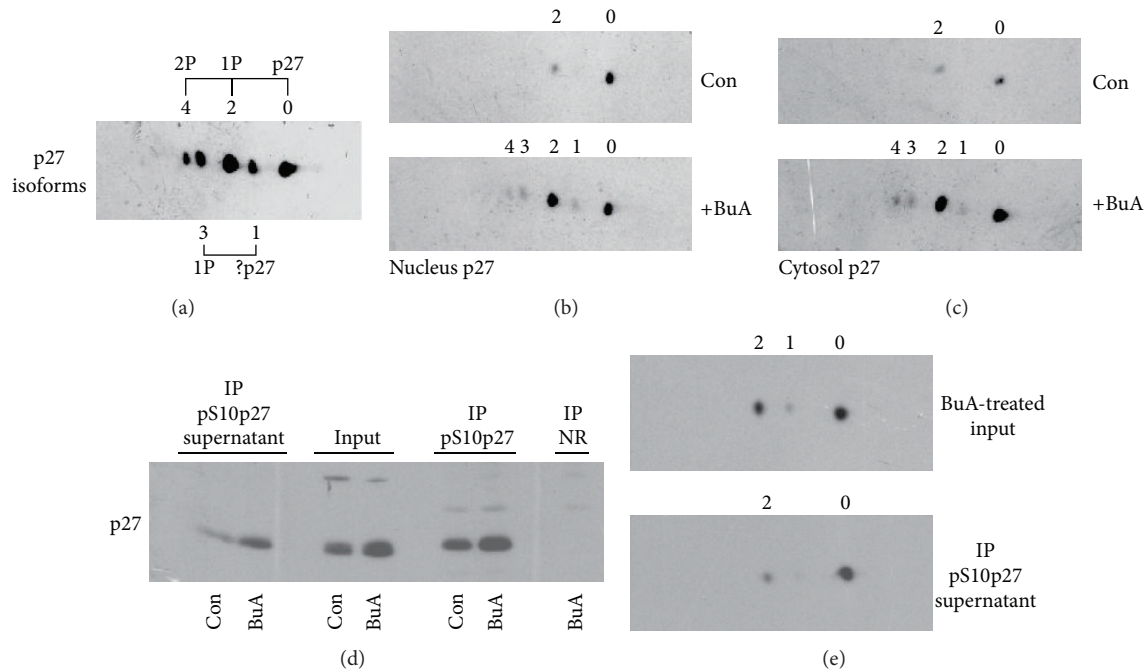 2P 1P p27
4 2 0
p27
isoforms
3 1
1P ?p27
(a)
2 0
Con
4 3 2 1 0
+BuA
Nucleus p27
(b)
2 0
Con
4 3 2 1 0
+BuA
Cytosol p27
(c)
IP
pS10p27
supernatant
Input
IP
pS10p27
IP
NR
p27
Con
BuA
Con
BuA
Con
BuA
BuA
(d)
2 1 0
BuA-treated
input
2 0
IP
pS10p27
supernatant
(e)